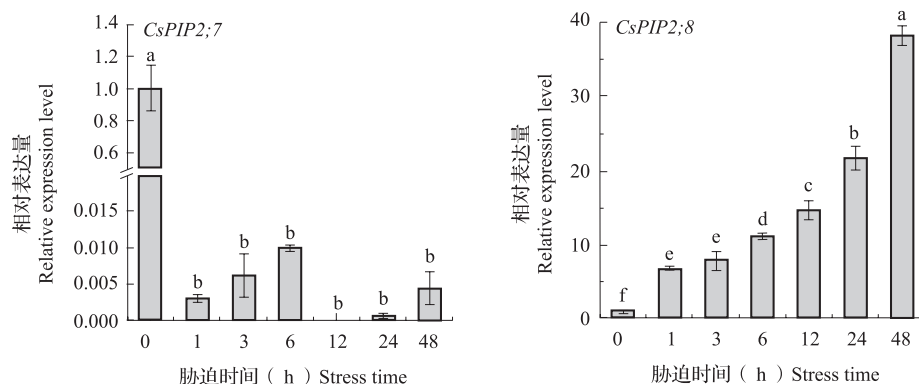 CsPIP2;7
相对表达量
Relative expression level
1.4
1.2
1.0
0.8
0.6
0.015
0.010
0.005
0.000
a
b
b
b
b
b
b
0 1 3 6 12 24 48
胁迫时间（ h ）Stress time
CsPIP2;8
相对表达量
Relative expression level
40
30
20
10
0
f
e
e
d
c
b
a
0 1 3 6 12 24 48
胁迫时间（ h ）Stress time